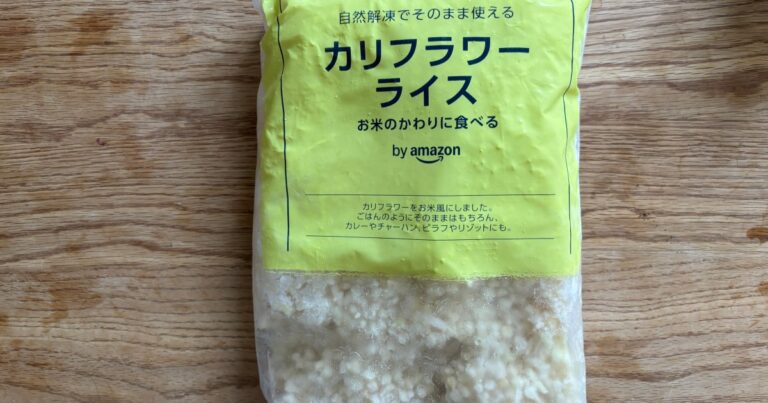 自然解凍でそのまま使える
カリフラワー
ライス
お米のかわりに食べる
by amazon
カリフラワーをお米風にしました。
ごはんのようにそのままはもちろん、
カレーやチャーハン、ピラフやリゾットにも。